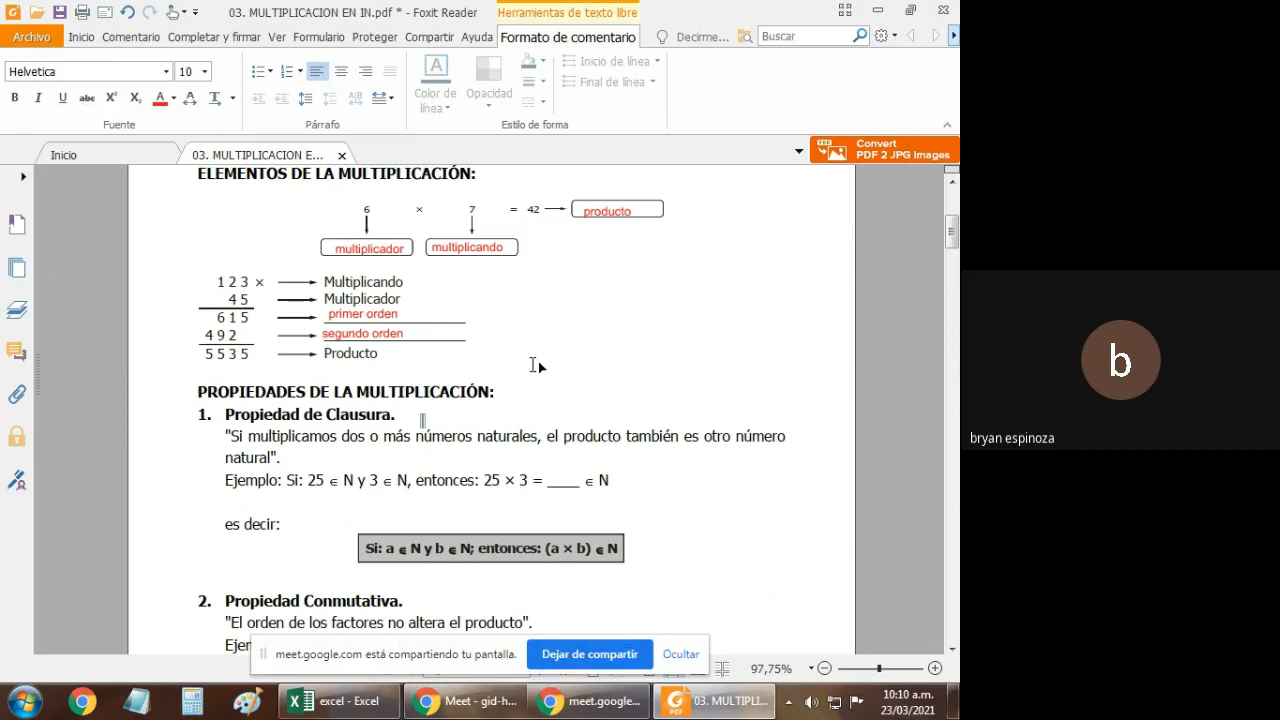 03. MULTIPLICACION EN IN.pdf * - Foxit Reader
Herramientas de texto libre
Archivo Inicio Comentario Completar y firmar Ver Formulario Proteger Compartir Ayuda Formato de comentario Decirme... Buscar
Helvetica 10
Color de línea Opacidad Inicio de línea Final de línea
Fuente Párrafo Estilo de forma
Inicio 03. MULTIPLICACION E... Convert PDF 2 JPG Images
ELEMENTOS DE LA MULTIPLICACIÓN:
6 × 7 = 42 producto
multiplicador multiplicando
1 2 3 × Multiplicando
4 5 Multiplicador
6 1 5 primer orden
4 9 2 segundo orden
5 5 3 5 Producto
PROPIEDADES DE LA MULTIPLICACIÓN:
1. Propiedad de Clausura.
"Si multiplicamos dos o más números naturales, el producto también es otro número
natural".
Ejemplo: Si: 25 ∈ N y 3 ∈ N, entonces: 25 × 3 = ____ ∈ N
es decir:
Si: a ∈ N y b ∈ N; entonces: (a × b) ∈ N
2. Propiedad Conmutativa.
"El orden de los factores no altera el producto".
Ejer
meet.google.com está compartiendo tu pantalla. Dejar de compartir Ocultar
97,75%
excel - Excel Meet - gid-h... meet.google... 03. MULTIPLI...
10:10 a.m.
23/03/2021
b
bryan espinoza